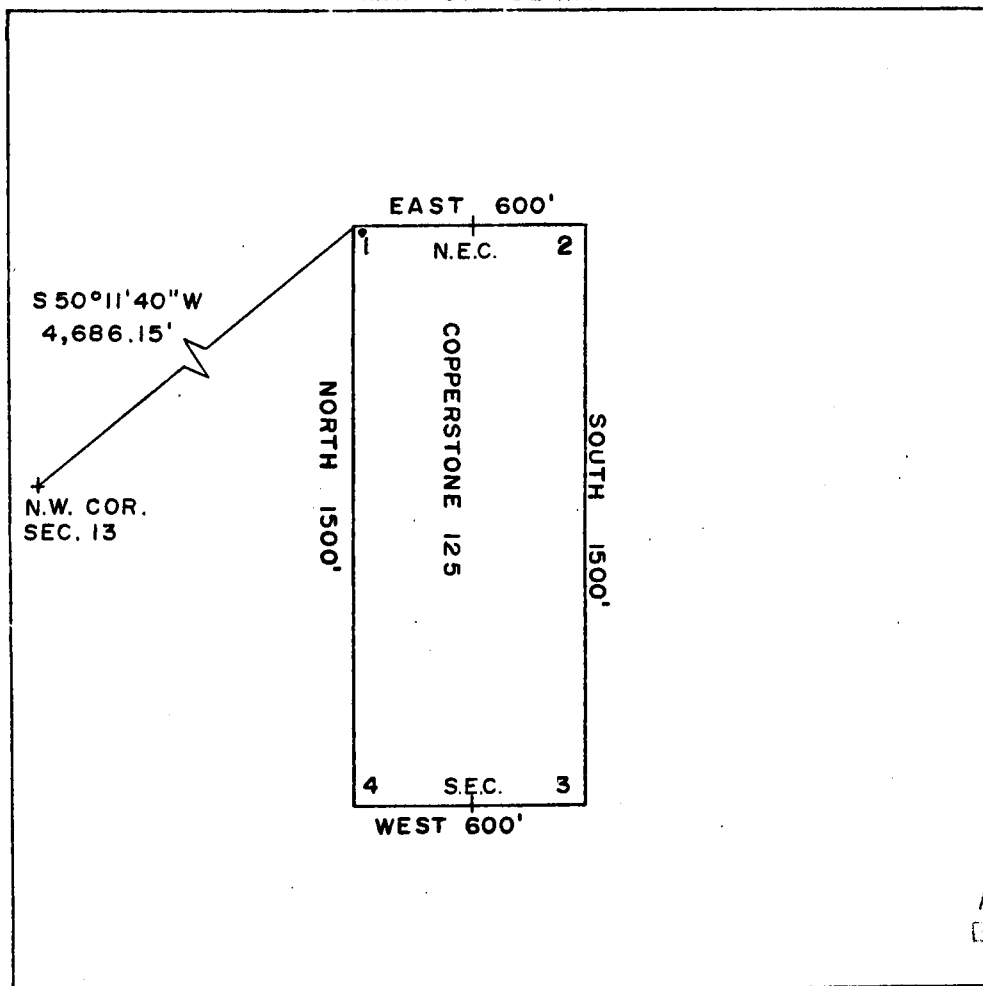 EAST 600'
1
N.E.C.
2
S 50°11'40"W
4,686.15'
COPPERSTONE 125
NORTH 1500'
SOUTH 1500'
N.W. COR.
SEC. 13
4
S.E.C.
3
WEST 600'